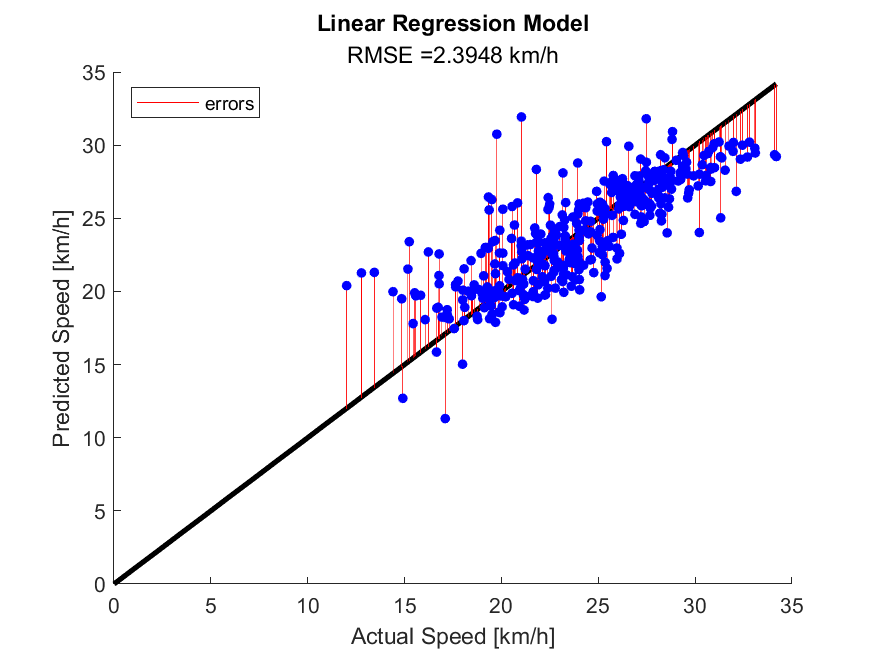 Linear Regression Model
RMSE =2.3948 km/h
errors
35
30
25
20
15
10
5
0
Predicted Speed [km/h]
0 5 10 15 20 25 30 35
Actual Speed [km/h]